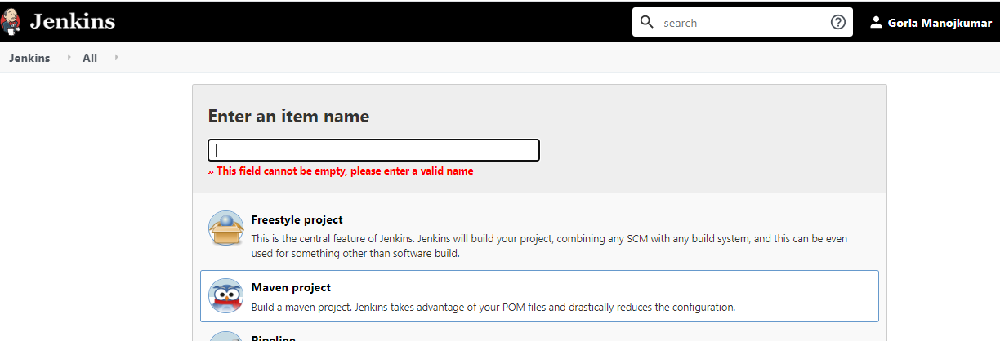 Jenkins
search
Gorla Manojkumar
Jenkins
All
Enter an item name
» This field cannot be empty, please enter a valid name
Freestyle project
This is the central feature of Jenkins. Jenkins will build your project, combining any SCM with any build system, and this can be even
used for something other than software build.
Maven project
Build a maven project. Jenkins takes advantage of your POM files and drastically reduces the configuration.
Pipeline